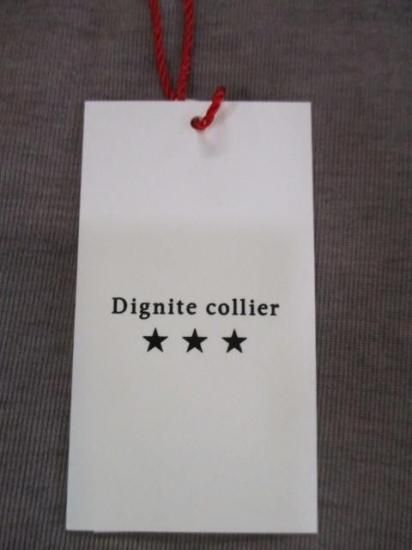 Dignite collier
★ ★ ★